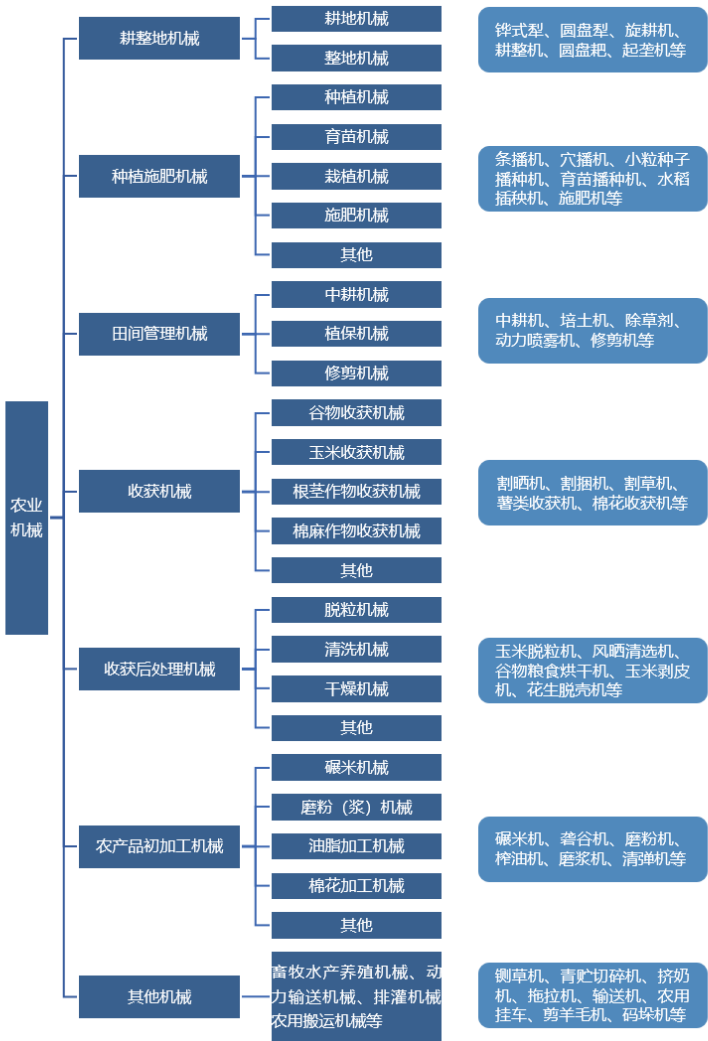 农业
机械
耕整地机械
耕地机械
整地机械
铧式犁、圆盘犁、旋耕机、
耕整机、圆盘耙、起垄机等
种植施肥机械
种植机械
育苗机械
栽植机械
施肥机械
其他
条播机、穴播机、小粒种子
播种机、育苗播种机、水稻
插秧机、施肥机等
田间管理机械
中耕机械
植保机械
修剪机械
中耕机、培土机、除草剂、
动力喷雾机、修剪机等
收获机械
谷物收获机械
玉米收获机械
根茎作物收获机械
棉麻作物收获机械
其他
割晒机、割捆机、割草机、
薯类收获机、棉花收获机等
收获后处理机械
脱粒机械
清洗机械
干燥机械
其他
玉米脱粒机、风晒清选机、
谷物粮食烘干机、玉米剥皮
机、花生脱壳机等
农产品初加工机械
碾米机械
磨粉（浆）机械
油脂加工机械
棉花加工机械
其他
碾米机、砻谷机、磨粉机、
榨油机、磨浆机、清弹机等
其他机械
畜牧水产养殖机械、动
力输送机械、排灌机械
农用搬运机械等
铡草机、青贮切碎机、挤奶
机、拖拉机、输送机、农用
挂车、剪羊毛机、码垛机等